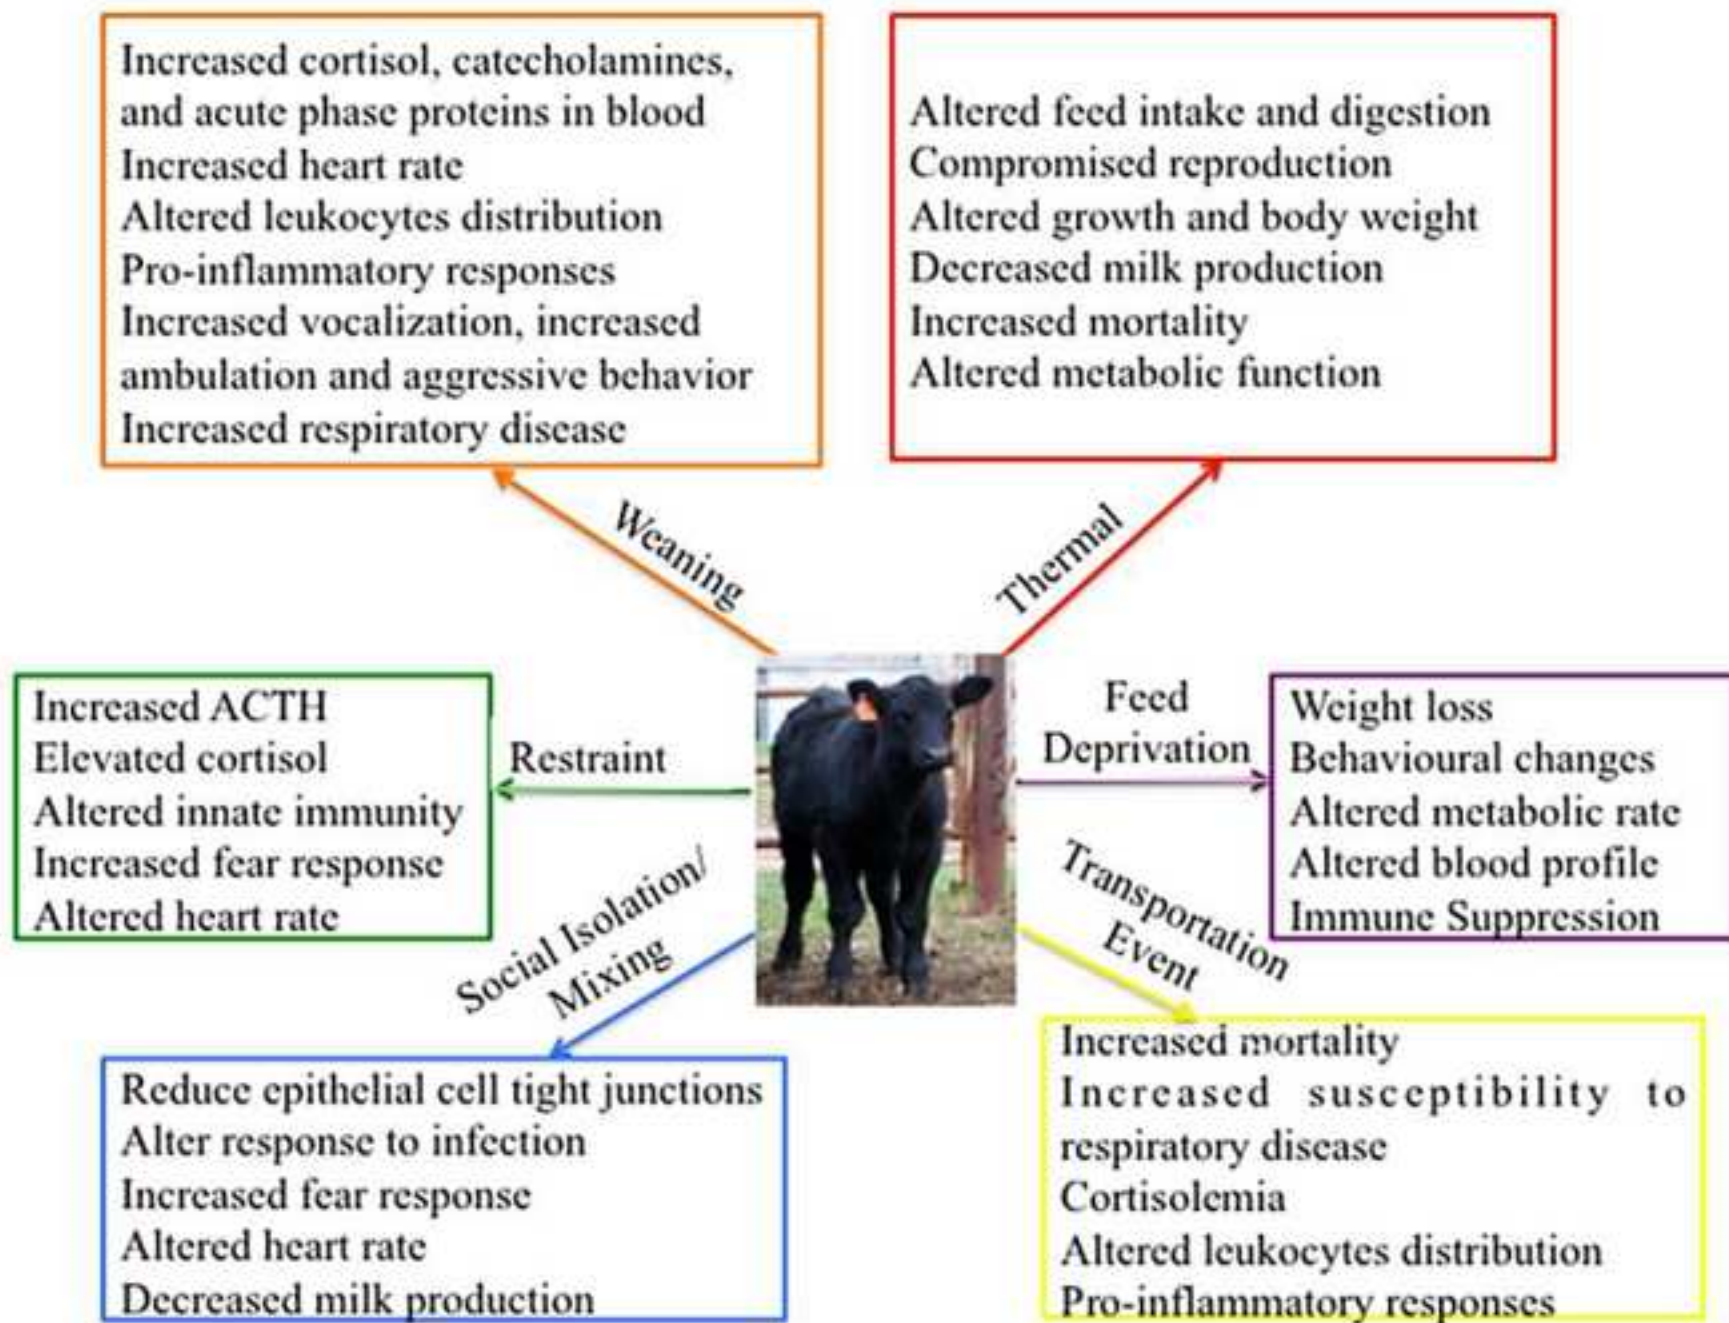 Increased cortisol, catecholamines,
and acute phase proteins in blood
Increased heart rate
Altered leukocytes distribution
Pro-inflammatory responses
Increased vocalization, increased
ambulation and aggressive behavior
Increased respiratory disease
Altered feed intake and digestion
Compromised reproduction
Altered growth and body weight
Decreased milk production
Increased mortality
Altered metabolic function
Weaning
Thermal
Increased ACTH
Elevated cortisol
Altered innate immunity
Increased fear response
Altered heart rate
Restraint
Feed
Deprivation
Weight loss
Behavioural changes
Altered metabolic rate
Altered blood profile
Immune Suppression
Social Isolation/
Mixing
Transportation
Event
Reduce epithelial cell tight junctions
Alter response to infection
Increased fear response
Altered heart rate
Decreased milk production
Increased mortality
Increased susceptibility to
respiratory disease
Cortisolemia
Altered leukocytes distribution
Pro-inflammatory responses